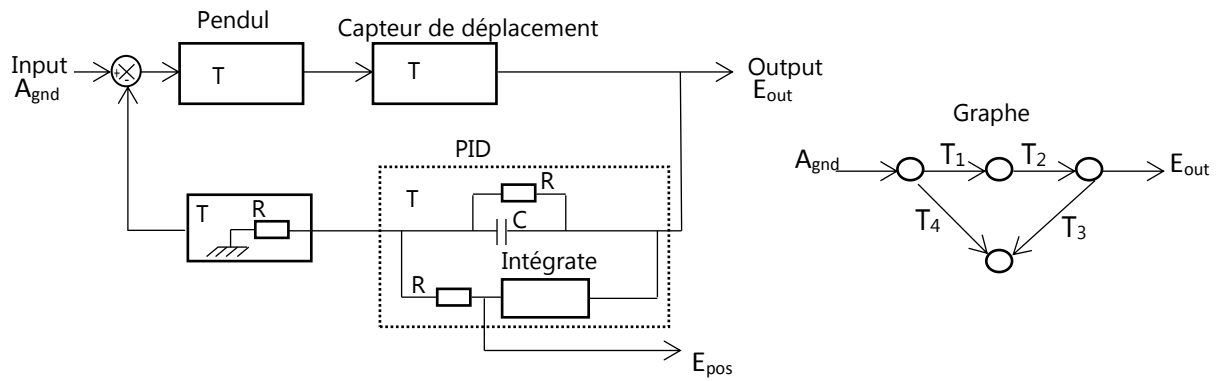 Pendul
Capteur de déplacement
Input
A_gnd
+
-
T
T
Output
E_out
PID
T
R
T
R
C
Intégrate
R
E_pos
Graphe
A_gnd
T_1
T_2
E_out
T_4
T_3